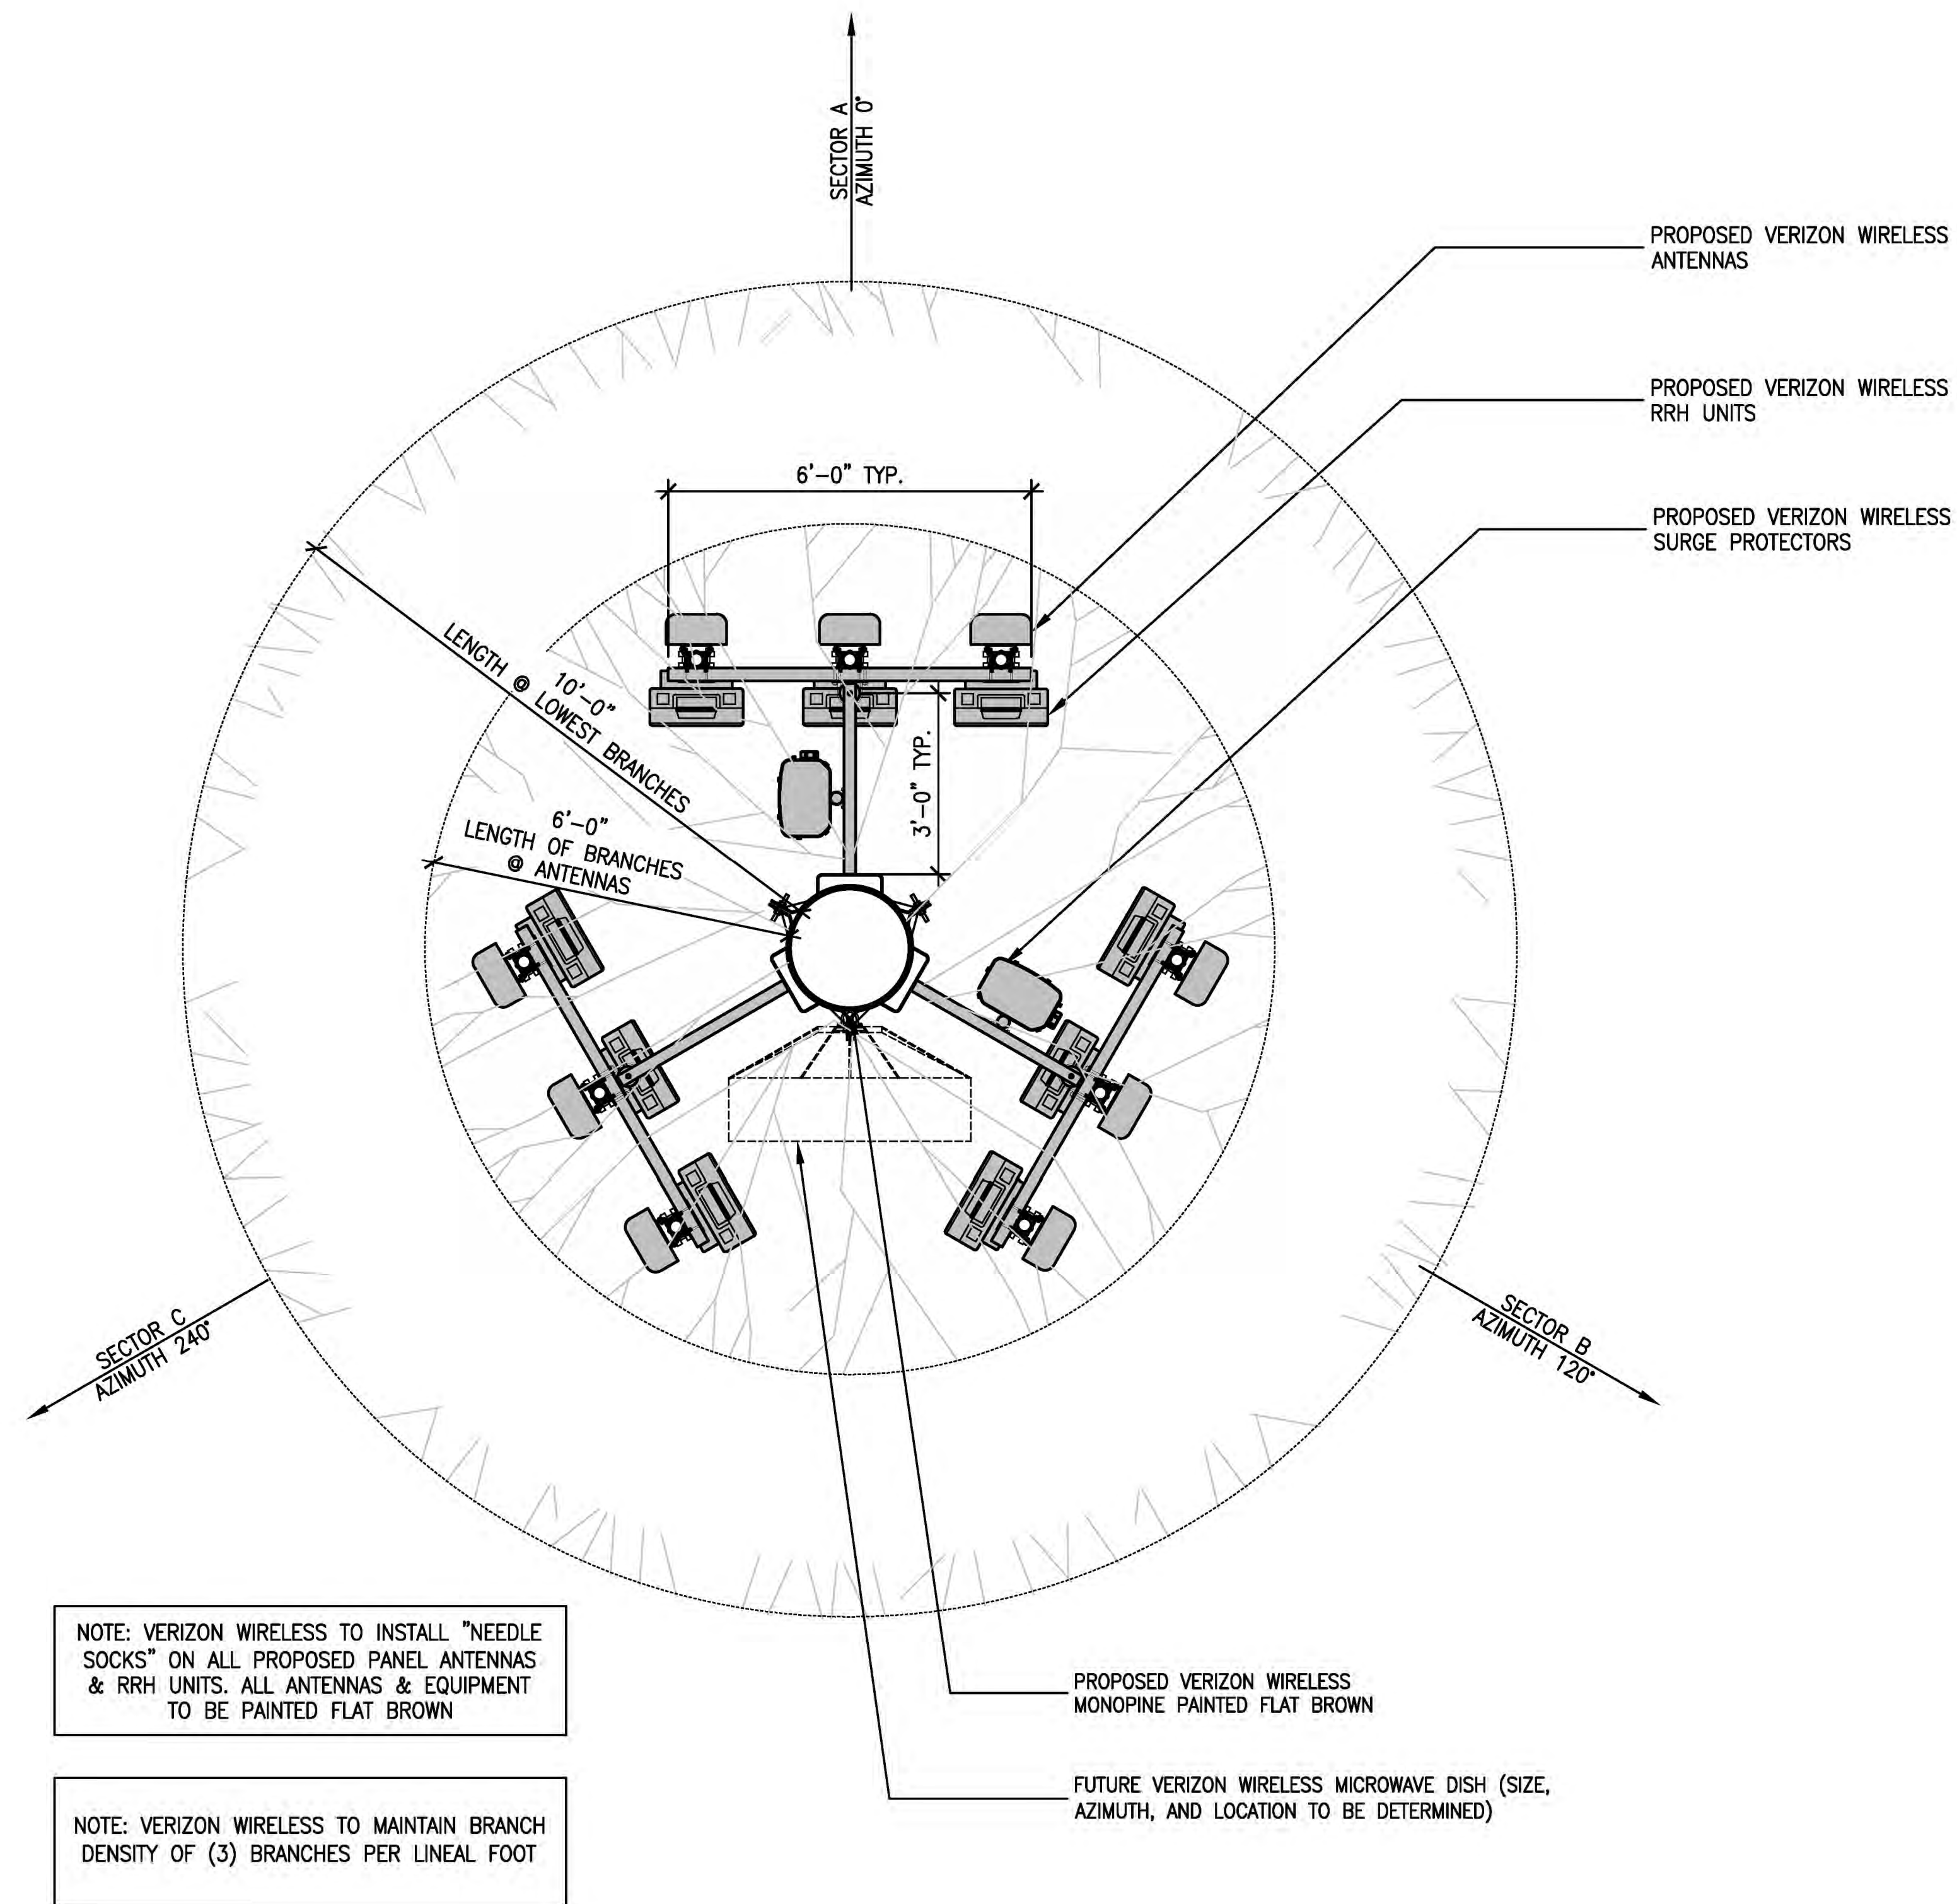 SECTOR A
AZIMUTH 0°
PROPOSED VERIZON WIRELESS
ANTENNAS
PROPOSED VERIZON WIRELESS
RRH UNITS
6'-0" TYP.
PROPOSED VERIZON WIRELESS
SURGE PROTECTORS
10'-0"
LENGTH @ LOWEST BRANCHES
3'-0" TYP.
6'-0"
LENGTH OF BRANCHES
@ ANTENNAS
SECTOR C
AZIMUTH 240°
SECTOR B
AZIMUTH 120°
NOTE: VERIZON WIRELESS TO INSTALL "NEEDLE
SOCKS" ON ALL PROPOSED PANEL ANTENNAS
& RRH UNITS. ALL ANTENNAS & EQUIPMENT
TO BE PAINTED FLAT BROWN
PROPOSED VERIZON WIRELESS
MONOPINE PAINTED FLAT BROWN
FUTURE VERIZON WIRELESS MICROWAVE DISH (SIZE,
AZIMUTH, AND LOCATION TO BE DETERMINED)
NOTE: VERIZON WIRELESS TO MAINTAIN BRANCH
DENSITY OF (3) BRANCHES PER LINEAL FOOT